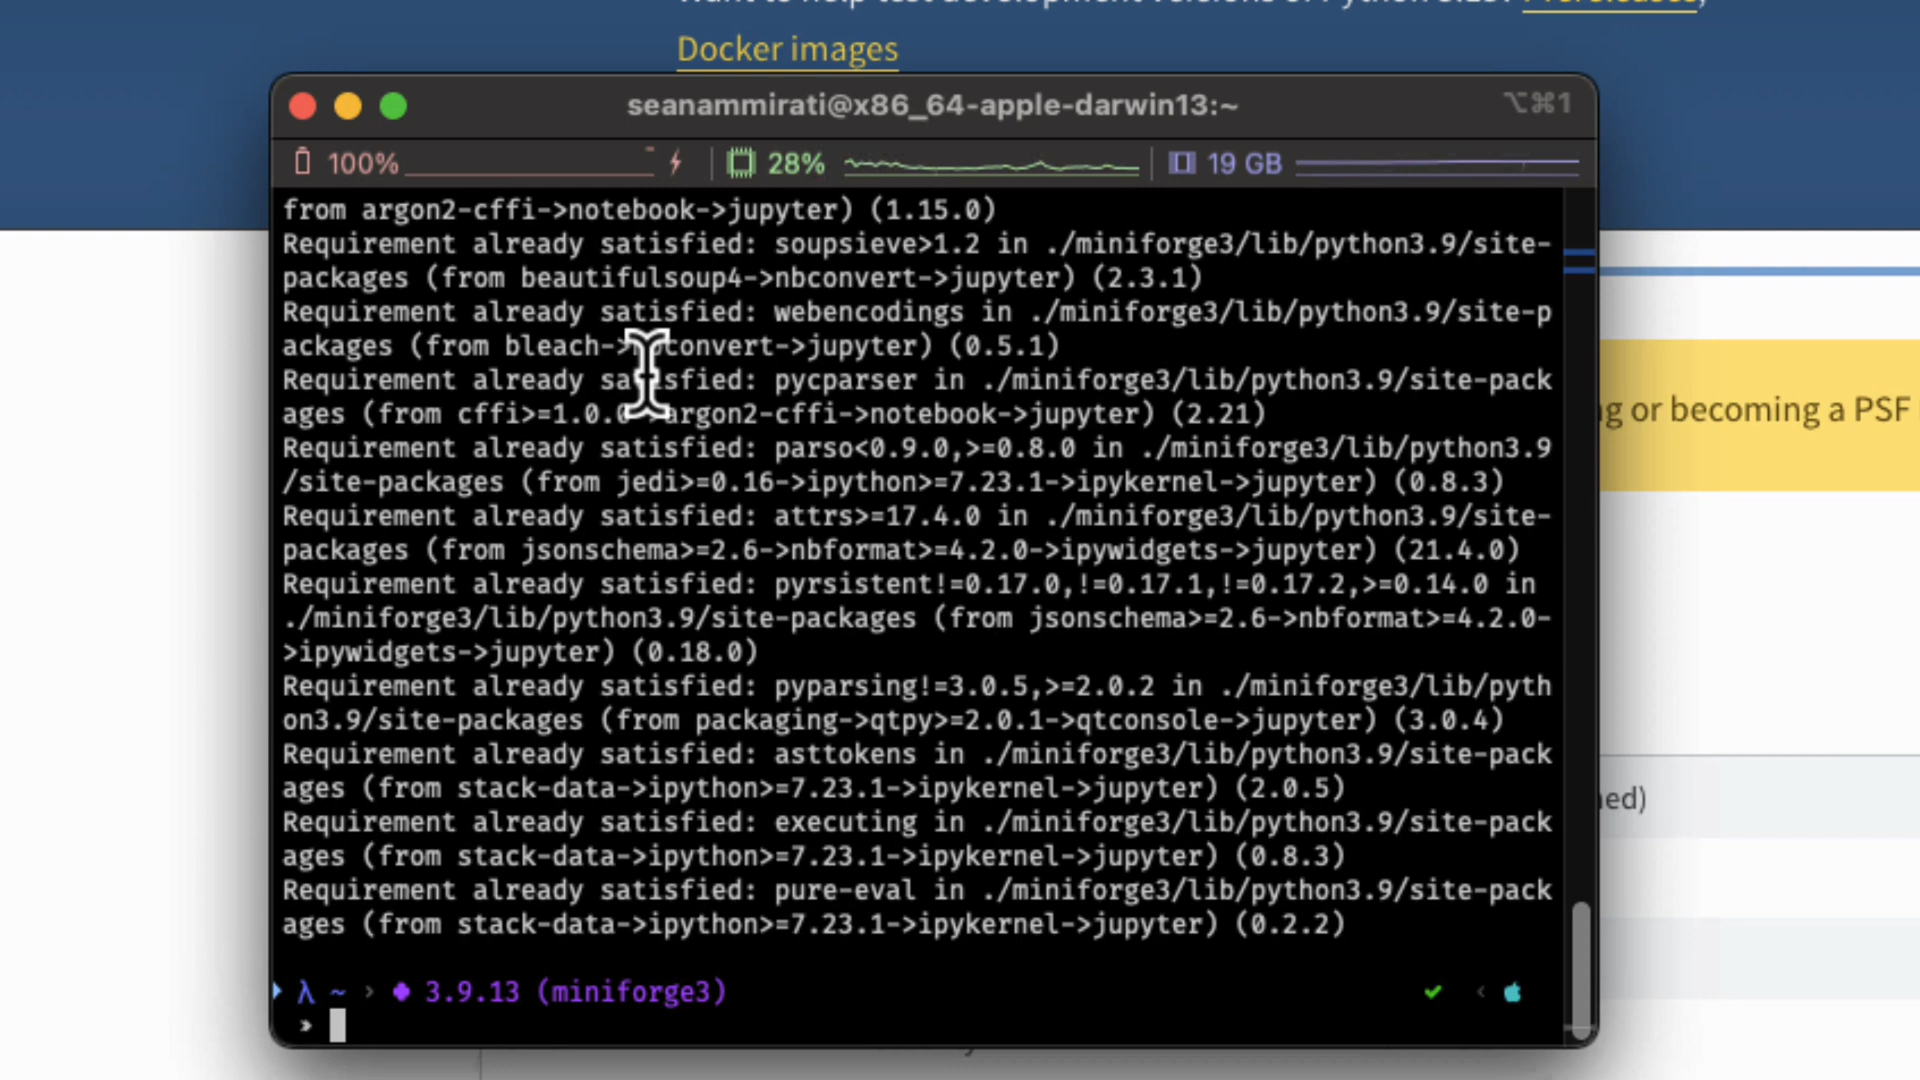 Docker images
seanammirati@x86_64-apple-darwin13:~
⌥⌘1
100%
28%
19 GB
from argon2-cffi->notebook->jupyter) (1.15.0)
Requirement already satisfied: soupsieve>1.2 in ./miniforge3/lib/python3.9/site-
packages (from beautifulsoup4->nbconvert->jupyter) (2.3.1)
Requirement already satisfied: webencodings in ./miniforge3/lib/python3.9/site-p
ackages (from bleach->nbconvert->jupyter) (0.5.1)
Requirement already satisfied: pycparser in ./miniforge3/lib/python3.9/site-pack
ages (from cffi>=1.0.0->argon2-cffi->notebook->jupyter) (2.21)
Requirement already satisfied: parso<0.9.0,>=0.8.0 in ./miniforge3/lib/python3.9
/site-packages (from jedi>=0.16->ipython>=7.23.1->ipykernel->jupyter) (0.8.3)
Requirement already satisfied: attrs>=17.4.0 in ./miniforge3/lib/python3.9/site-
packages (from jsonschema>=2.6->nbformat>=4.2.0->ipywidgets->jupyter) (21.4.0)
Requirement already satisfied: pyrsistent!=0.17.0,!=0.17.1,!=0.17.2,>=0.14.0 in
./miniforge3/lib/python3.9/site-packages (from jsonschema>=2.6->nbformat>=4.2.0-
>ipywidgets->jupyter) (0.18.0)
Requirement already satisfied: pyparsing!=3.0.5,>=2.0.2 in ./miniforge3/lib/pyth
on3.9/site-packages (from packaging->qtpy>=2.0.1->qtconsole->jupyter) (3.0.4)
Requirement already satisfied: asttokens in ./miniforge3/lib/python3.9/site-pack
ages (from stack-data->ipython>=7.23.1->ipykernel->jupyter) (2.0.5)
Requirement already satisfied: executing in ./miniforge3/lib/python3.9/site-pack
ages (from stack-data->ipython>=7.23.1->ipykernel->jupyter) (0.8.3)
Requirement already satisfied: pure-eval in ./miniforge3/lib/python3.9/site-pack
ages (from stack-data->ipython>=7.23.1->ipykernel->jupyter) (0.2.2)
λ ~ › 3.9.13 (miniforge3)
or becoming a PSF